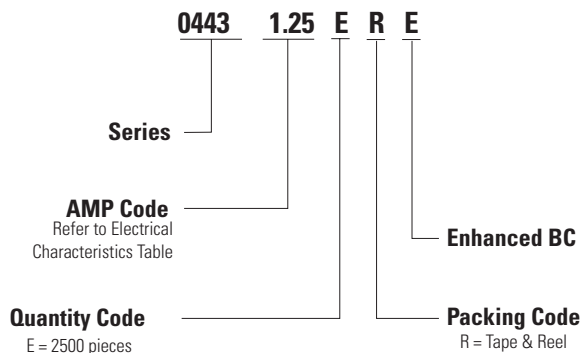 0443 1.25 E R E
Series
AMP Code
Refer to Electrical
Characteristics Table
Enhanced BC
Quantity Code
E = 2500 pieces
Packing Code
R = Tape & Reel